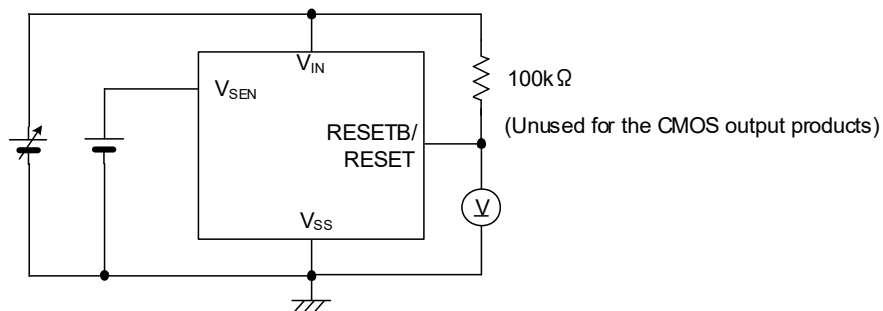 V_IN
V_SEN
100kΩ
(Unused for the CMOS output products)
RESETB/
RESET
V
V_SS